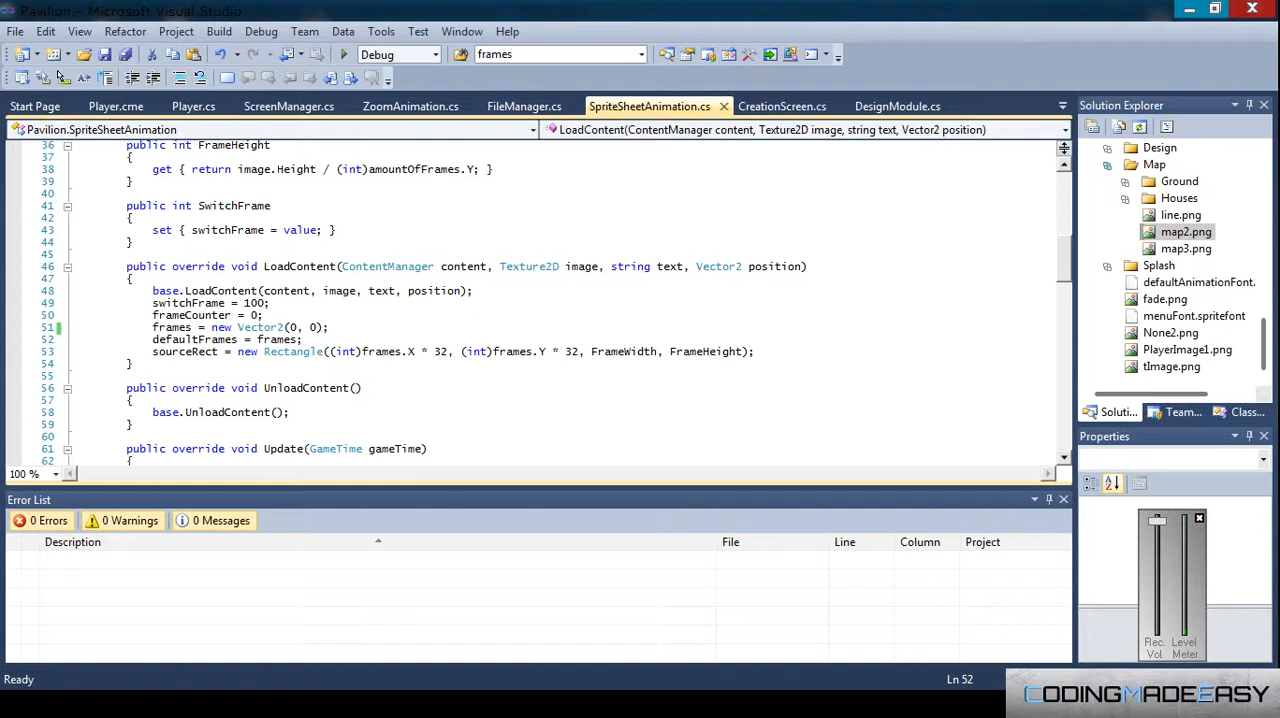 Pavilion - Microsoft Visual Studio
File Edit View Refactor Project Build Debug Team Data Tools Test Window Help
Debug frames
Start Page Player.cme Player.cs ScreenManager.cs ZoomAnimation.cs FileManager.cs SpriteSheetAnimation.cs CreationScreen.cs DesignModule.cs
Pavilion.SpriteSheetAnimation LoadContent(ContentManager content, Texture2D image, string text, Vector2 position)
36 public int FrameHeight
37 {
38 get { return image.Height / (int)amountOfFrames.Y; }
39 }
40
41 public int SwitchFrame
42 {
43 set { switchFrame = value; }
44 }
45
46 public override void LoadContent(ContentManager content, Texture2D image, string text, Vector2 position)
47 {
48 base.LoadContent(content, image, text, position);
49 switchFrame = 100;
50 frameCounter = 0;
51 frames = new Vector2(0, 0);
52 defaultFrames = frames;
53 sourceRect = new Rectangle((int)frames.X * 32, (int)frames.Y * 32, FrameWidth, FrameHeight);
54 }
55
56 public override void UnloadContent()
57 {
58 base.UnloadContent();
59 }
60
61 public override void Update(GameTime gameTime)
62 {
100 %
Error List
0 Errors 0 Warnings 0 Messages
Description File Line Column Project
Solution Explorer
Design
Map
Ground
Houses
line.png
map2.png
map3.png
Splash
defaultAnimationFont.
fade.png
menuFont.spritefont
None2.png
PlayerImage1.png
tImage.png
Soluti... Team... Class...
Properties
Rec. Level
Vol. Meter
Ready Ln 52
CODINGMADEEASY